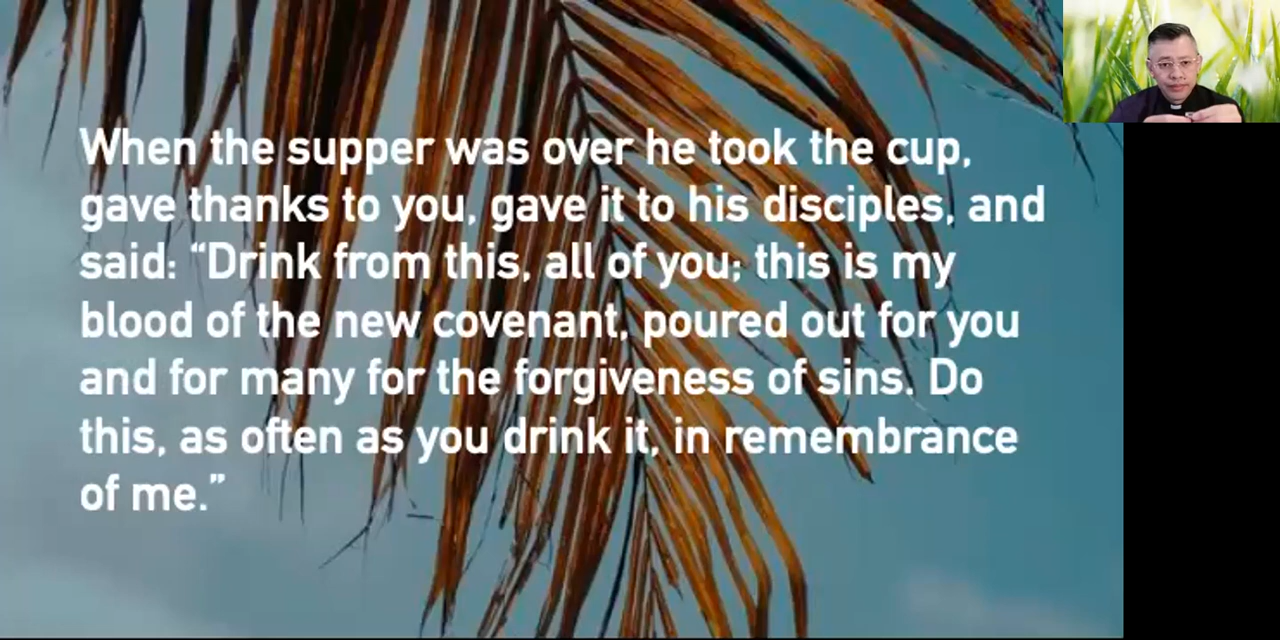 When the supper was over he took the cup,
gave thanks to you, gave it to his disciples, and
said: “Drink from this, all of you; this is my
blood of the new covenant, poured out for you
and for many for the forgiveness of sins. Do
this, as often as you drink it, in remembrance
of me.”